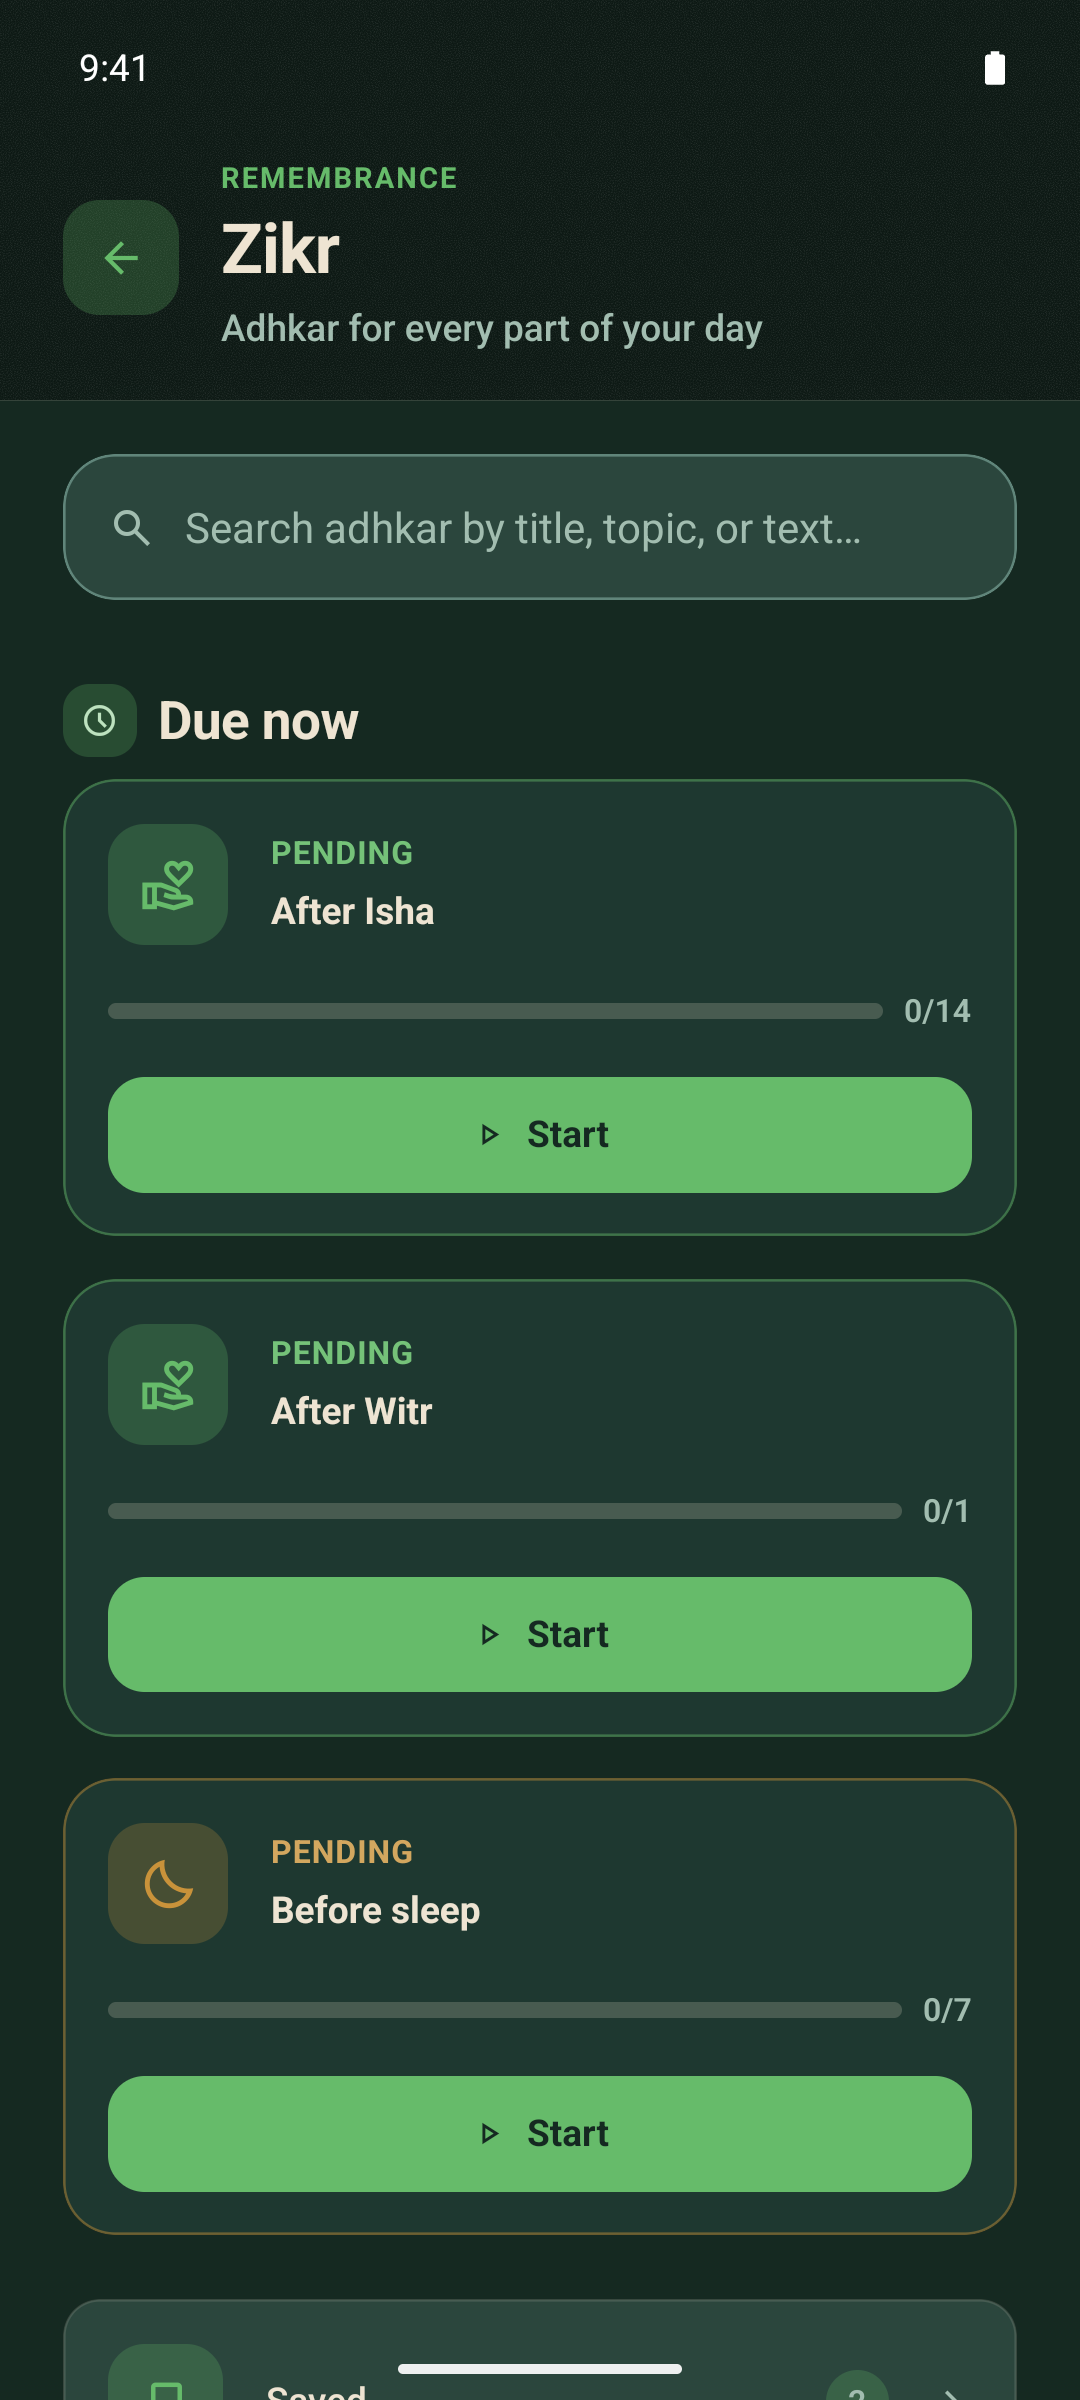 9:41
REMEMBRANCE
Zikr
Adhkar for every part of your day
Search adhkar by title, topic, or text…
Due now
PENDING
After Isha
0/14
Start
PENDING
After Witr
0/1
Start
PENDING
Before sleep
0/7
Start
Saved